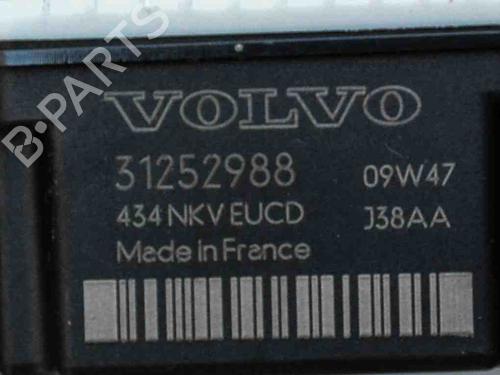 B-PARTS
VOLVO
31252988 09W47
434 NKV EUCD J38AA
Made in France